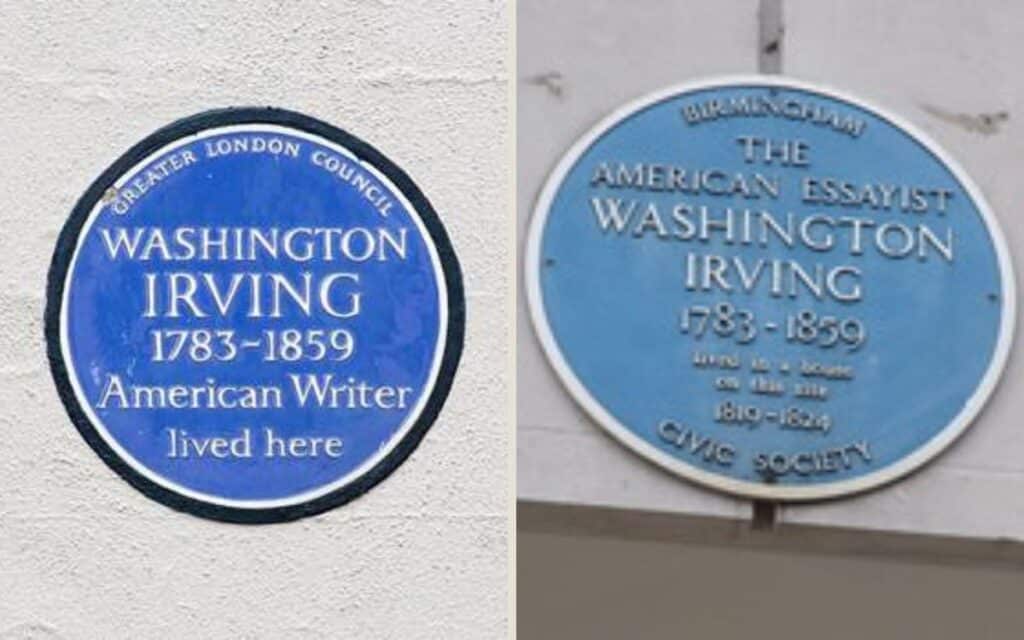 GREATER LONDON COUNCIL
WASHINGTON
IRVING
1783-1859
American Writer
lived here
BIRMINGHAM
THE
AMERICAN ESSAYIST
WASHINGTON
IRVING
1783-1859
lived in a house
on this site
1819-1824
CIVIC SOCIETY